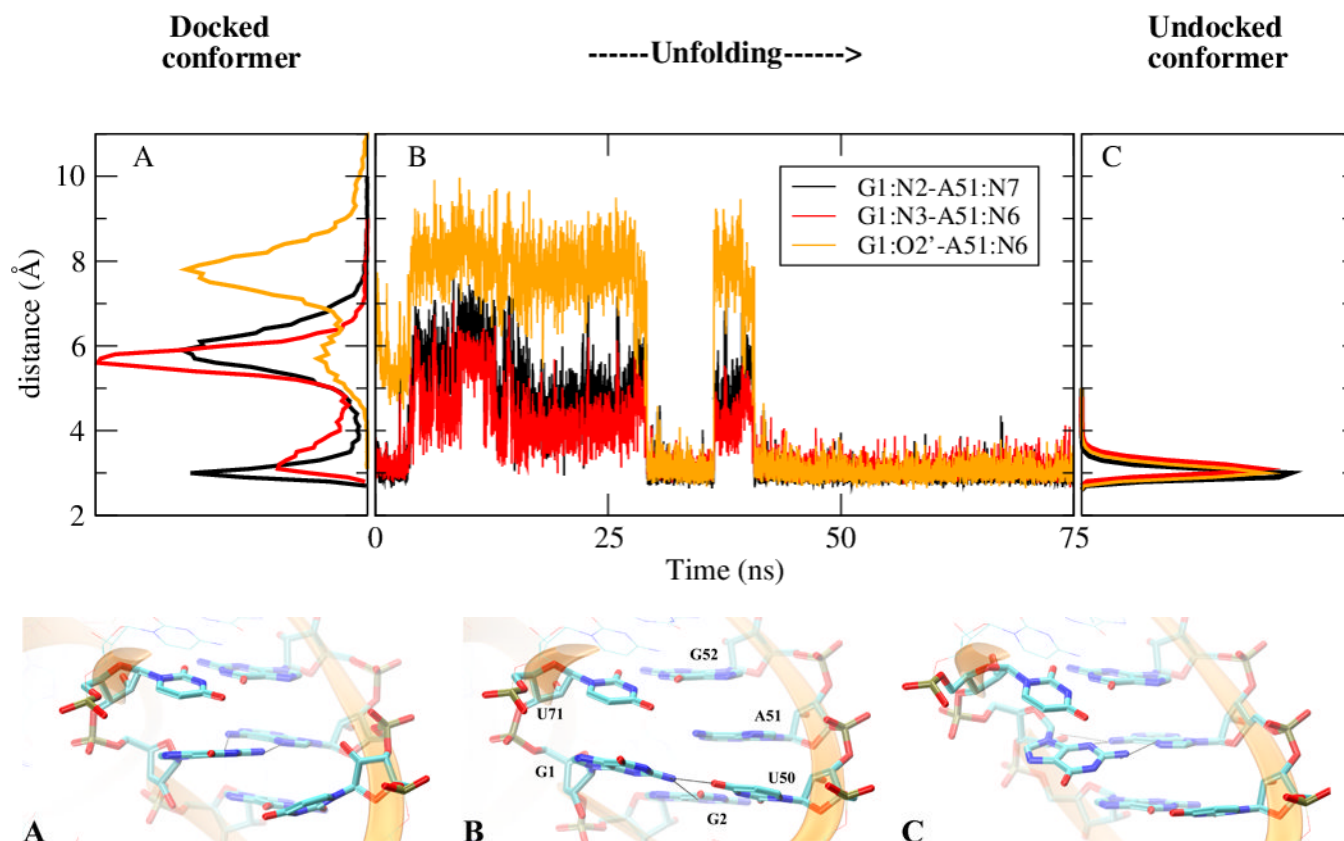 Docked
conformer
------Unfolding------>
Undocked
conformer
A
B
C
G1:N2-A51:N7
G1:N3-A51:N6
G1:O2'-A51:N6
distance (Å)
10
8
6
4
2
0
25
50
75
Time (ns)
G52
U71
A51
G1
U50
G2
A
B
C